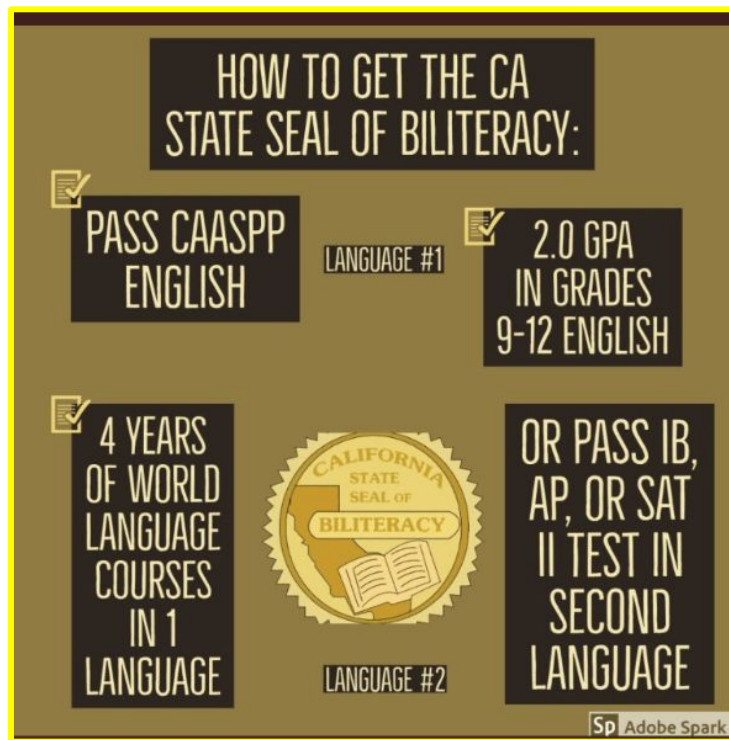 HOW TO GET THE CA
STATE SEAL OF BILITERACY:
PASS CAASPP
ENGLISH
LANGUAGE #1
2.0 GPA
IN GRADES
9-12 ENGLISH
4 YEARS
OF WORLD
LANGUAGE
COURSES
IN 1
LANGUAGE
CALIFORNIA
STATE
SEAL OF
BILITERACY
LANGUAGE #2
OR PASS IB,
AP, OR SAT
II TEST IN
SECOND
LANGUAGE
Sp Adobe Spark